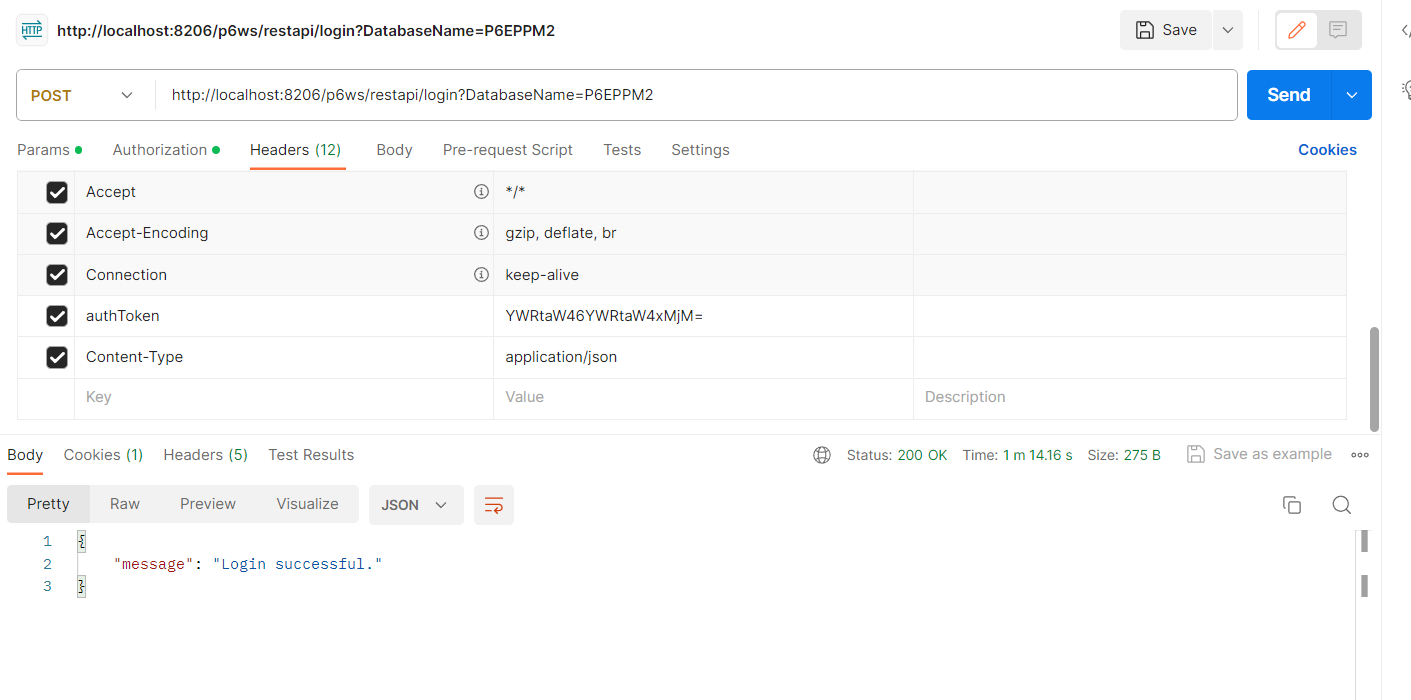 HTTP http://localhost:8206/p6ws/restapi/login?DatabaseName=P6EPPM2 Save
POST http://localhost:8206/p6ws/restapi/login?DatabaseName=P6EPPM2 Send
Params Authorization Headers (12) Body Pre-request Script Tests Settings Cookies
Accept */*
Accept-Encoding gzip, deflate, br
Connection keep-alive
authToken YWRtaW46YWRtaW4xMjM=
Content-Type application/json
Key Value Description
Body Cookies (1) Headers (5) Test Results Status: 200 OK Time: 1 m 14.16 s Size: 275 B Save as example
Pretty Raw Preview Visualize JSON
1 {
2 "message": "Login successful."
3 }